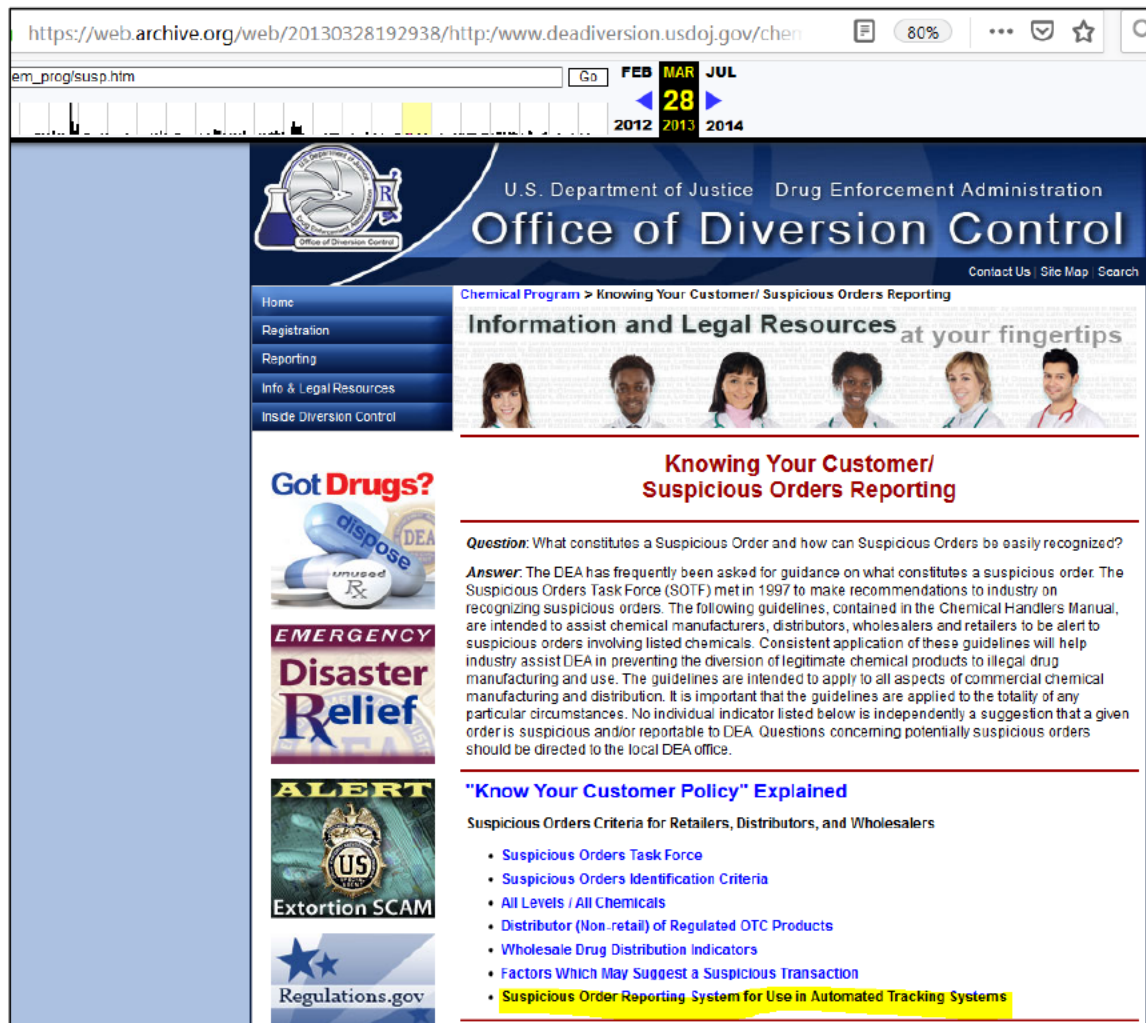 https://web.archive.org/web/20130328192938/http:/www.deadiversion.usdoj.gov/chem
80%
em_prog/susp.htm
Go
FEB MAR JUL
28
2012 2013 2014
U.S. Department of Justice Drug Enforcement Administration
Office of Diversion Control
Office of Diversion Control
Contact Us | Site Map | Search
Home
Registration
Reporting
Info & Legal Resources
Inside Diversion Control
Chemical Program > Knowing Your Customer/ Suspicious Orders Reporting
Information and Legal Resources at your fingertips
Got Drugs?
dispose
DEA
unused
Rx
EMERGENCY
Disaster
Relief
ALERT
US
Extortion SCAM
Regulations.gov
Knowing Your Customer/
Suspicious Orders Reporting
Question: What constitutes a Suspicious Order and how can Suspicious Orders be easily recognized?
Answer: The DEA has frequently been asked for guidance on what constitutes a suspicious order. The
Suspicious Orders Task Force (SOTF) met in 1997 to make recommendations to industry on
recognizing suspicious orders. The following guidelines, contained in the Chemical Handlers Manual,
are intended to assist chemical manufacturers, distributors, wholesalers and retailers to be alert to
suspicious orders involving listed chemicals. Consistent application of these guidelines will help
industry assist DEA in preventing the diversion of legitimate chemical products to illegal drug
manufacturing and use. The guidelines are intended to apply to all aspects of commercial chemical
manufacturing and distribution. It is important that the guidelines are applied to the totality of any
particular circumstances. No individual indicator listed below is independently a suggestion that a given
order is suspicious and/or reportable to DEA. Questions concerning potentially suspicious orders
should be directed to the local DEA office.
"Know Your Customer Policy" Explained
Suspicious Orders Criteria for Retailers, Distributors, and Wholesalers
• Suspicious Orders Task Force
• Suspicious Orders Identification Criteria
• All Levels / All Chemicals
• Distributor (Non-retail) of Regulated OTC Products
• Wholesale Drug Distribution Indicators
• Factors Which May Suggest a Suspicious Transaction
• Suspicious Order Reporting System for Use in Automated Tracking Systems